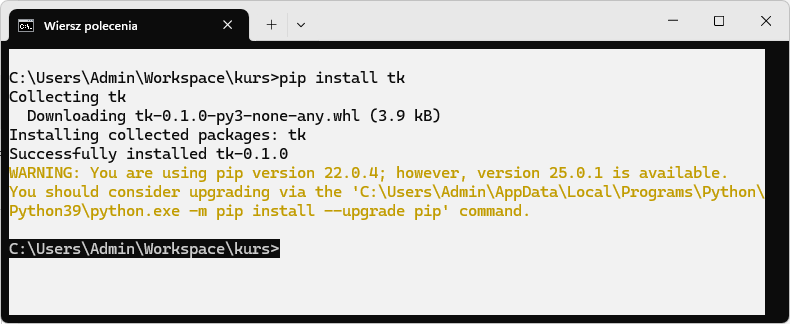 Wiersz polecenia
C:\Users\Admin\Workspace\kurs>pip install tk
Collecting tk
  Downloading tk-0.1.0-py3-none-any.whl (3.9 kB)
Installing collected packages: tk
Successfully installed tk-0.1.0
WARNING: You are using pip version 22.0.4; however, version 25.0.1 is available.
You should consider upgrading via the 'C:\Users\Admin\AppData\Local\Programs\Python\
Python39\python.exe -m pip install --upgrade pip' command.
C:\Users\Admin\Workspace\kurs>